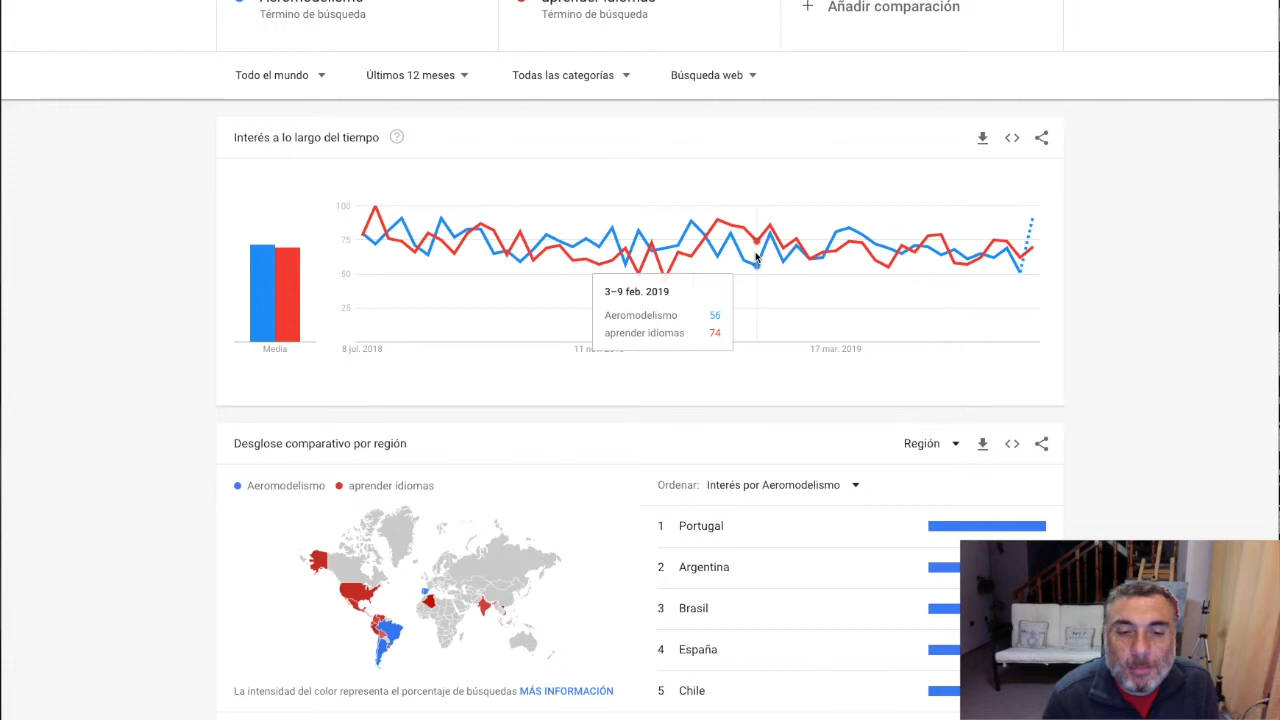 Aeromodelismo
aprender idiomas
+ Añadir comparación
Término de búsqueda
Término de búsqueda
Todo el mundo
Últimos 12 meses
Todas las categorías
Búsqueda web
Interés a lo largo del tiempo
100
75
50
25
Media
8 jul. 2018
11 nov. 2018
17 mar. 2019
3–9 feb. 2019
Aeromodelismo 56
aprender idiomas 74
Desglose comparativo por región
Región
Aeromodelismo aprender idiomas
Ordenar: Interés por Aeromodelismo
1 Portugal
2 Argentina
3 Brasil
4 España
5 Chile
La intensidad del color representa el porcentaje de búsquedas MÁS INFORMACIÓN